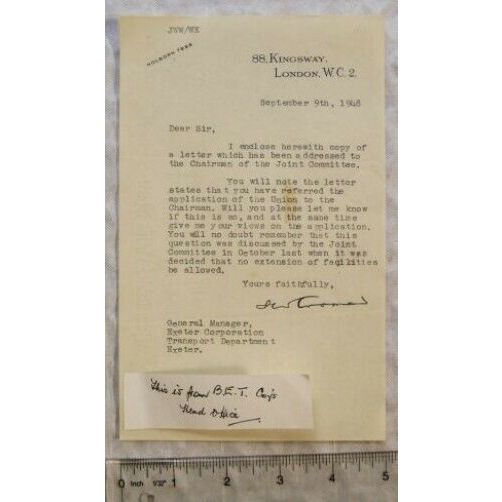 JWW/WE
HOLBORN 7888
88, KINGSWAY,
LONDON, W.C. 2.
September 9th, 1948
Dear Sir,
I enclose herewith copy of
a letter which has been addressed to
the Chairman of the Joint Committee.
You will note the letter
states that you have referred the
application of the Union to the
Chairman. Will you please let me know
if this is so, and at the same time
give me your views on the application.
You will no doubt remember that this
question was discussed by the Joint
Committee in October last when it was
decided that no extension of facilities
be allowed.
Yours faithfully,
General Manager,
Exeter Corporation
Transport Department
Exeter.
This is from B.E.T. Coy's
Head Office
0 Inch 1/32" 1 2 3 4 5